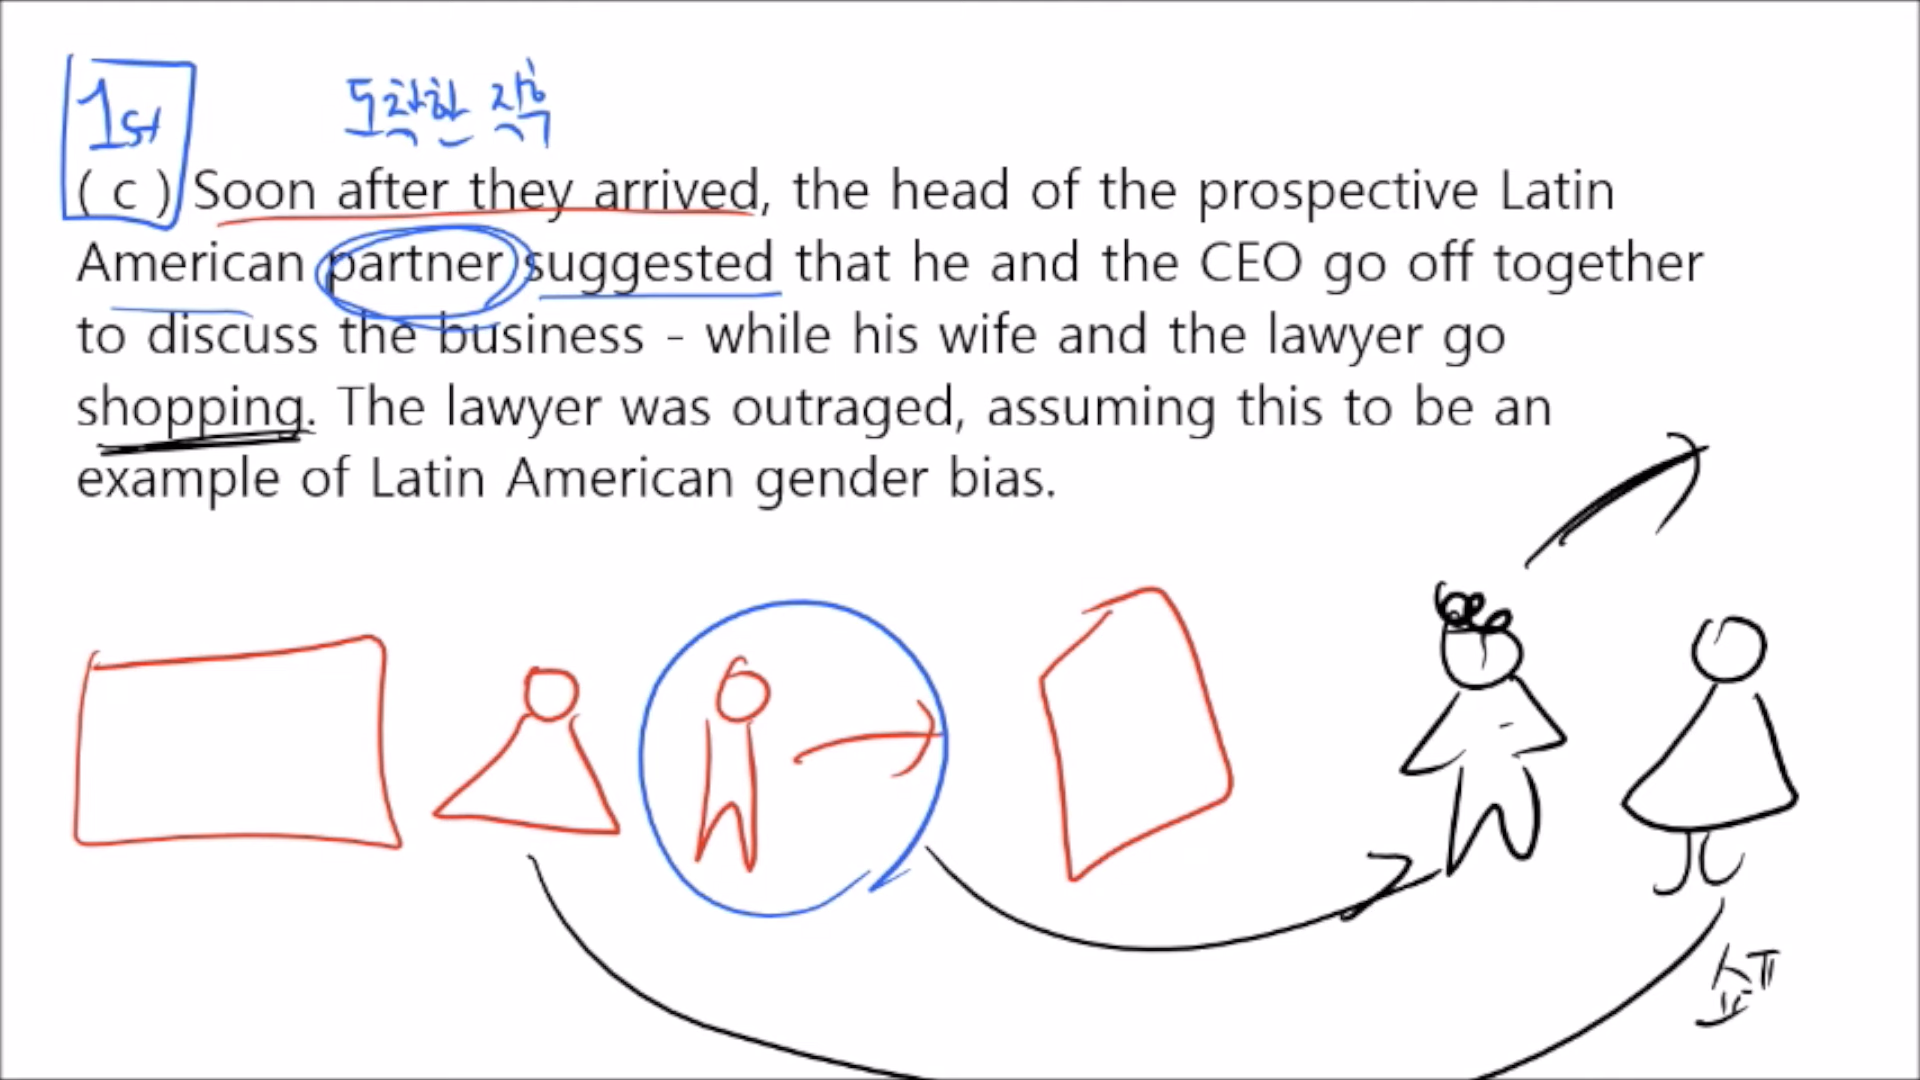 1st
도착한 직후
( c ) Soon after they arrived, the head of the prospective Latin
American partner suggested that he and the CEO go off together
to discuss the business - while his wife and the lawyer go
shopping. The lawyer was outraged, assuming this to be an
example of Latin American gender bias.
쇼핑